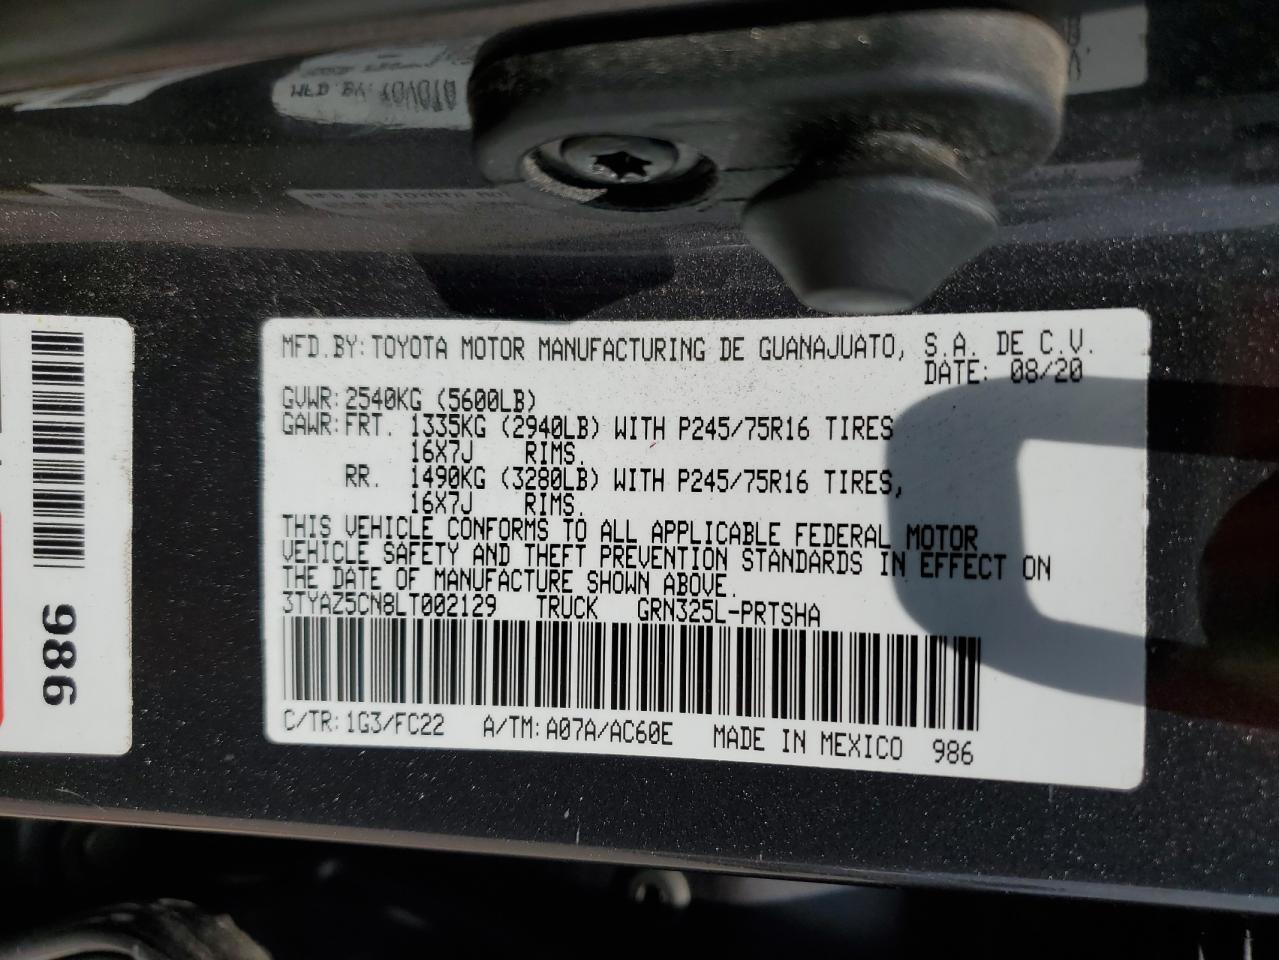 MFD. BY: TOYOTA
MFD.BY:TOYOTA MOTOR MANUFACTURING DE GUANAJUATO, S.A. DE C.V.
DATE: 08/20
GVWR:2540KG (5600LB)
GAWR:FRT. 1335KG (2940LB) WITH P245/75R16 TIRES
16X7J RIMS.
RR. 1490KG (3280LB) WITH P245/75R16 TIRES,
16X7J RIMS.
THIS VEHICLE CONFORMS TO ALL APPLICABLE FEDERAL MOTOR
VEHICLE SAFETY AND THEFT PREVENTION STANDARDS IN EFFECT ON
THE DATE OF MANUFACTURE SHOWN ABOVE.
3TYAZ5CN8LT002129 TRUCK GRN325L-PRTSHA
C/TR:1G3/FC22 A/TM:A07A/AC60E MADE IN MEXICO 986
986